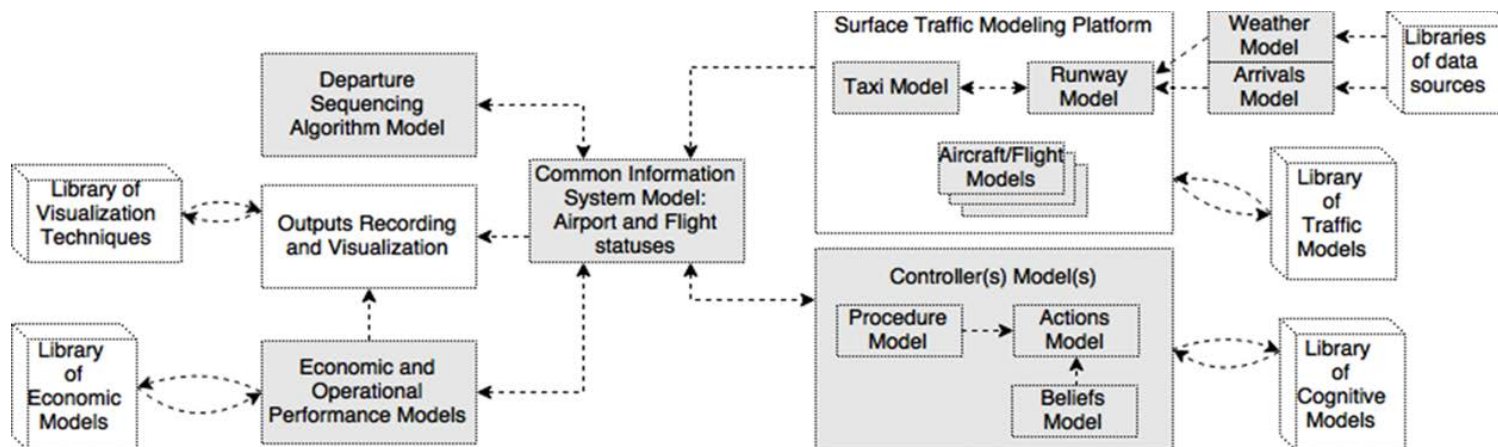 Departure
Sequencing
Algorithm Model
Library of
Visualization
Techniques
Outputs Recording
and Visualization
Library
of
Economic
Models
Economic and
Operational
Performance Models
Common Information
System Model:
Airport and Flight
statuses
Surface Traffic Modeling Platform
Taxi Model
Runway
Model
Aircraft/Flight
Models
Weather
Model
Arrivals
Model
Libraries
of data
sources
Library
of
Traffic
Models
Controller(s) Model(s)
Procedure
Model
Actions
Model
Beliefs
Model
Library
of
Cognitive
Models